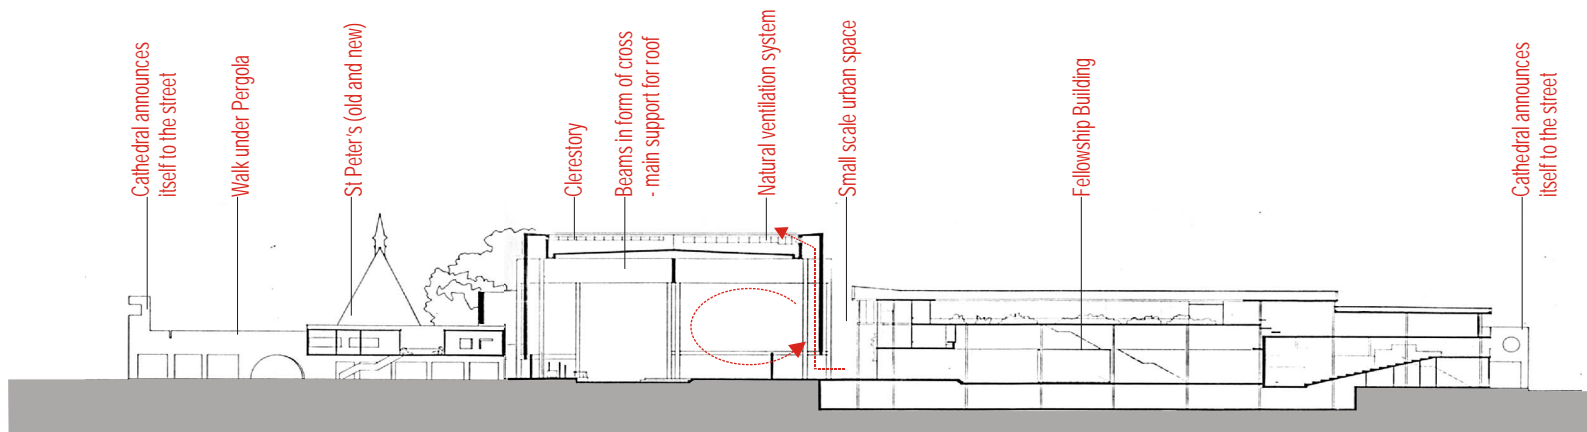 Cathedral announces
itself to the street
Walk under Pergola
St Peter's (old and new)
Clerestory
Beams in form of cross
- main support for roof
Natural ventilation system
Small scale urban space
Fellowship Building
Cathedral announces
itself to the street